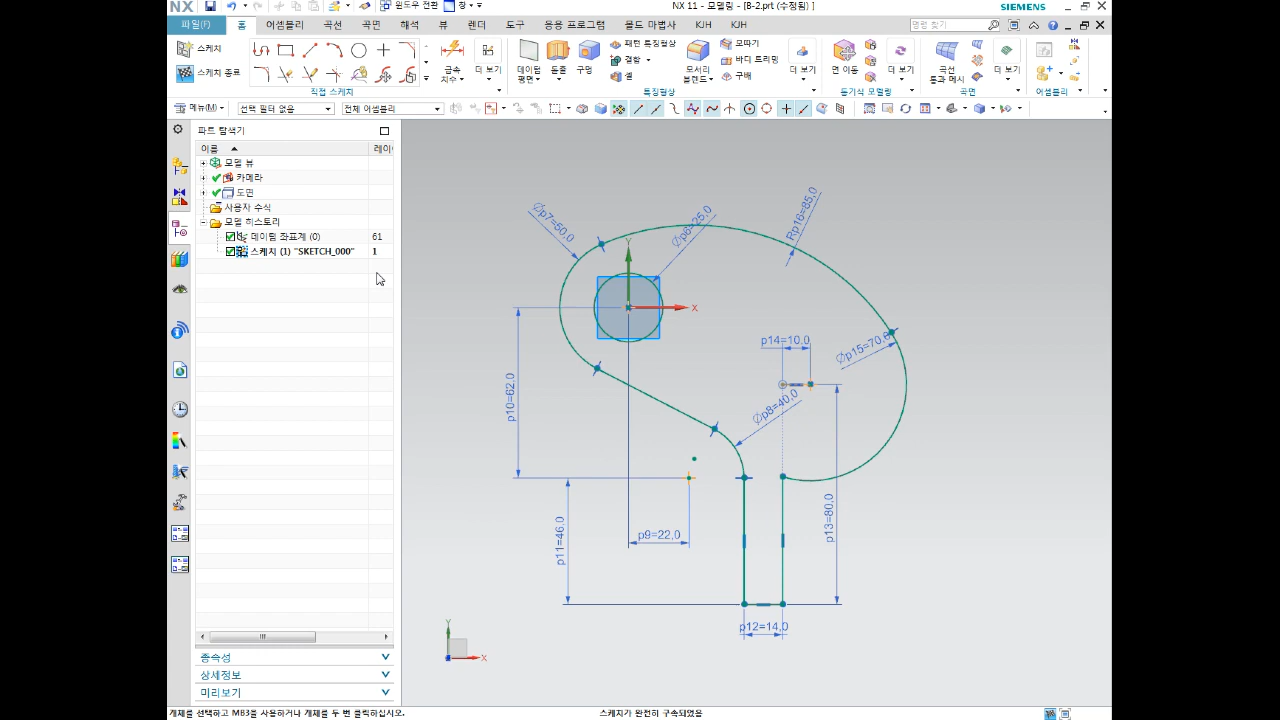 NX
윈도우 전환
창
NX 11 - 모델링 - [B-2.prt (수정됨) ]
SIEMENS
파일(F)
홈
어셈블리
곡선
곡면
해석
뷰
렌더
도구
응용 프로그램
몰드 마법사
KJH
KJH
명령 찾기
스케치
스케치 종료
급속 치수
더 보기
직접 스케치
데이텀 평면
돌출
구멍
패턴 특징형상
결합
셸
모서리 블렌드
모따기
바디 트리밍
구배
더 보기
특징형상
면 이동
더 보기
동기식 모델링
곡선 통과 메시
더 보기
곡면
어셈블리
메뉴(M)
선택 필터 없음
전체 어셈블리
파트 탐색기
이름
모델 뷰
카메라
도면
사용자 수식
모델 히스토리
데이텀 좌표계 (0)
61
스케치 (1) "SKETCH_000"
1
종속성
상세정보
미리보기
∅p7=50,0
∅p6=25,0
Rp16=85,0
Y
X
p14=10,0
∅p15=70,0
p10=62,0
∅p8=40,0
p11=46,0
p9=22,0
p13=80,0
p12=14,0
Y
X
개체를 선택하고 MB3을 사용하거나 개체를 두 번 클릭하십시오.
스케치가 완전히 구속되었음